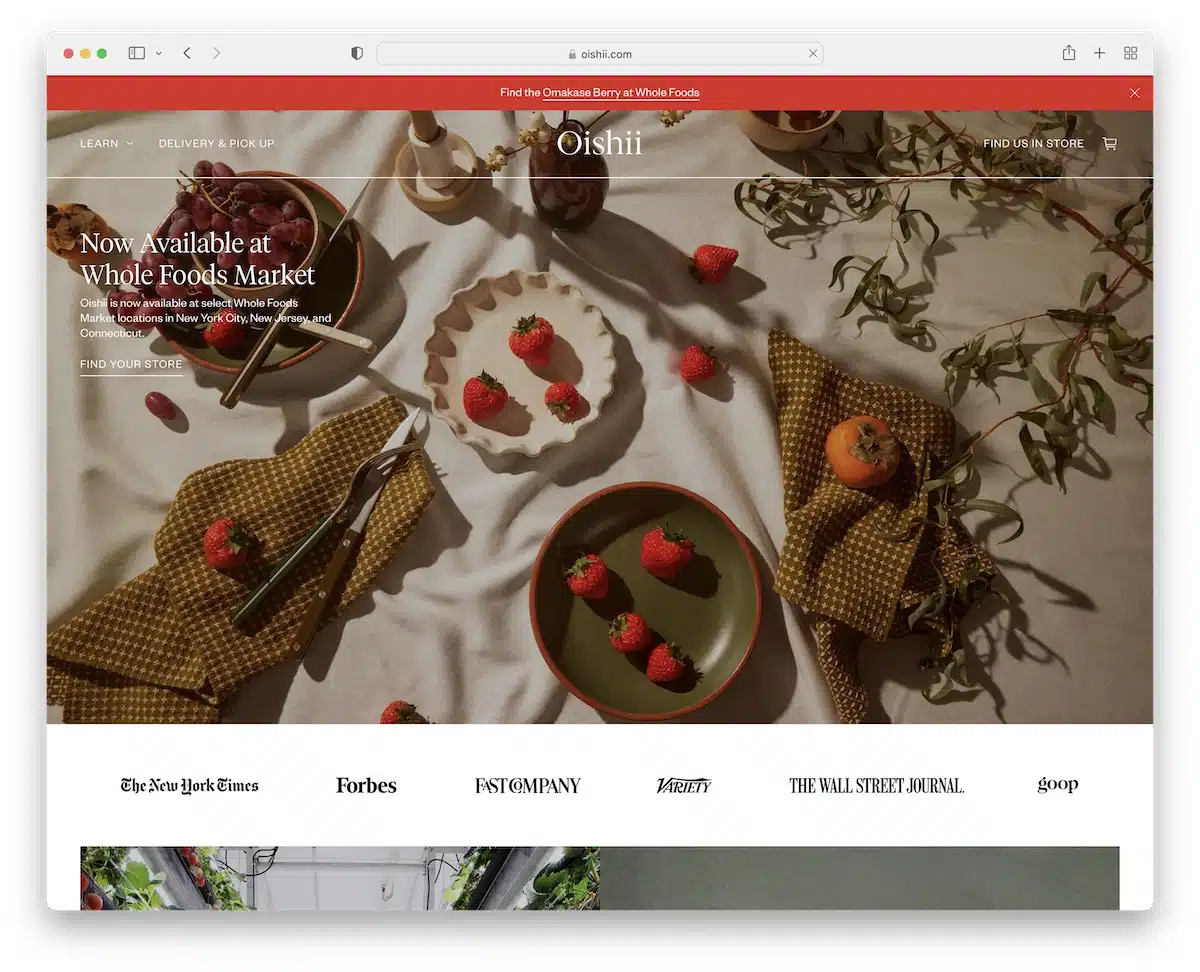 oishii.com
Find the Omakase Berry at Whole Foods
LEARN
DELIVERY & PICK UP
Oishii
FIND US IN STORE
Now Available at
Whole Foods Market
Oishii is now available at select Whole Foods
Market locations in New York City, New Jersey, and
Connecticut.
FIND YOUR STORE
The New York Times
Forbes
FAST COMPANY
VARIETY
THE WALL STREET JOURNAL.
goop